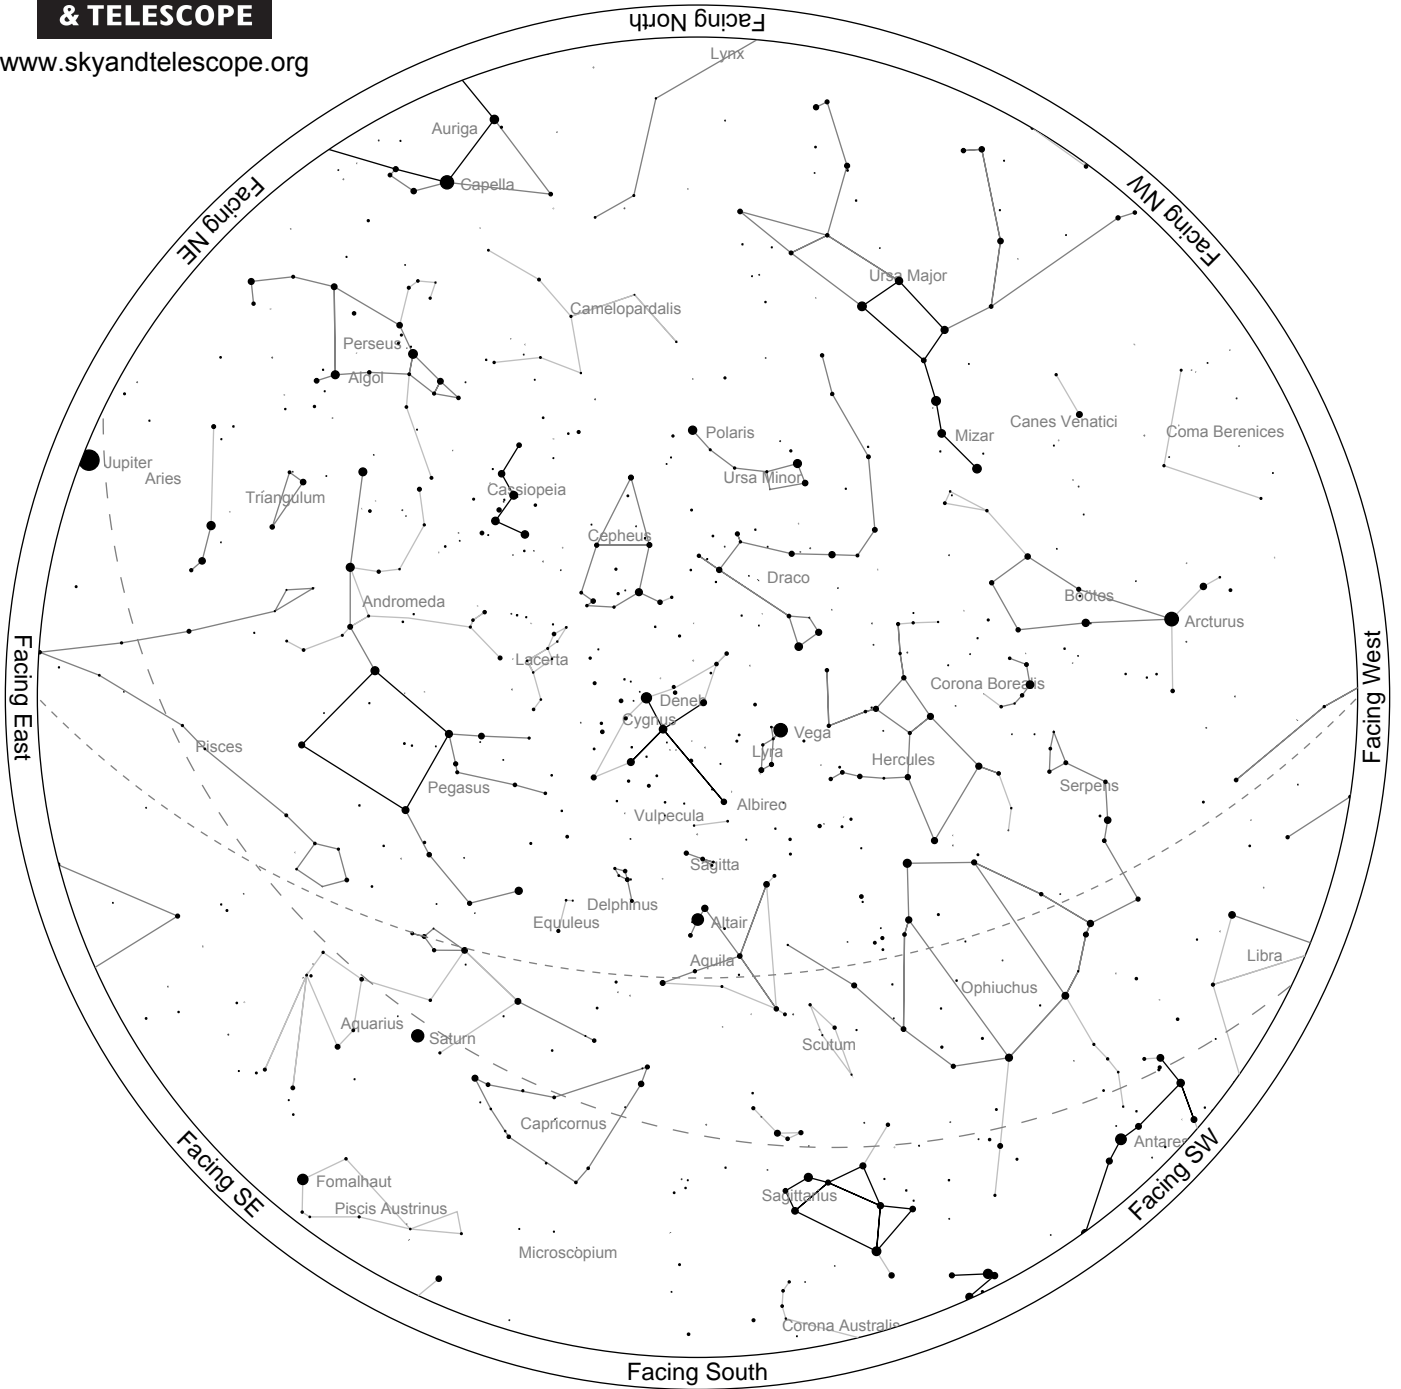 & TELESCOPE
www.skyandtelescope.org
Facing North
Lynx
Auriga
Capella
Facing NE
Facing NW
Ursa Major
Camelopardalis
Perseus
Algol
Canes Venatici
Coma Berenices
Polaris
Mizar
Jupiter
Aries
Triangulum
Cassiopeia
Ursa Minor
Cepheus
Draco
Andromeda
Boötes
Arcturus
Lacerta
Corona Borealis
Facing East
Facing West
Deneb
Cygnus
Vega
Lyra
Hercules
Pisces
Pegasus
Serpens
Albireo
Vulpecula
Sagitta
Delphinus
Equuleus
Altair
Aquila
Libra
Ophiuchus
Aquarius
Saturn
Scutum
Capricornus
Antares
Facing SE
Facing SW
Fomalhaut
Sagittarius
Piscis Austrinus
Microscopium
Corona Australis
Facing South